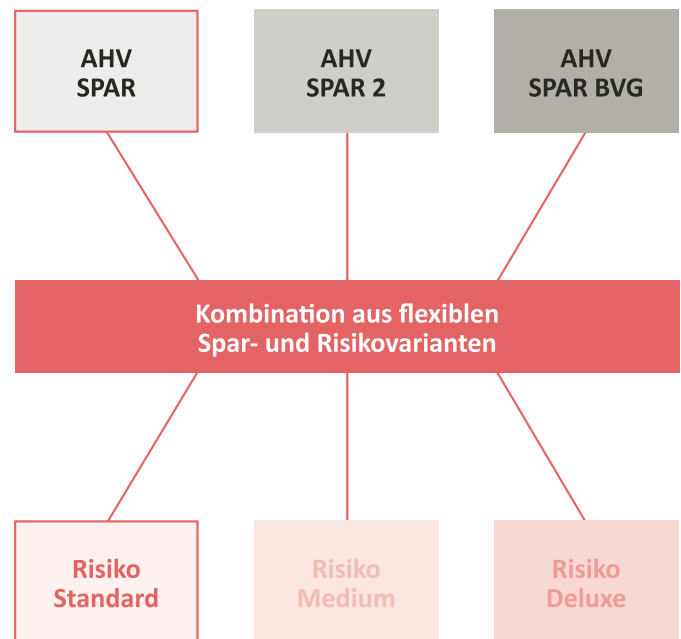 AHV
SPAR
AHV
SPAR 2
AHV
SPAR BVG
Kombination aus flexiblen
Spar- und Risikovarianten
Risiko
Standard
Risiko
Medium
Risiko
Deluxe